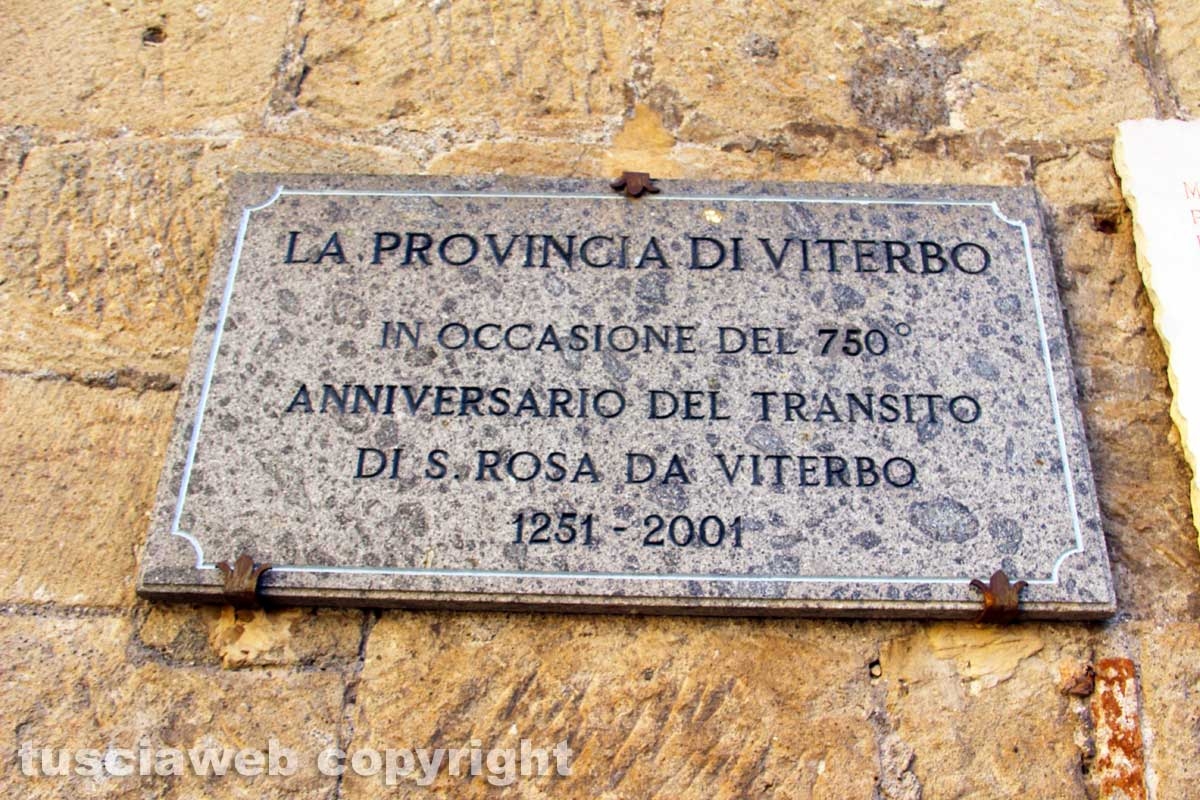 LA PROVINCIA DI VITERBO
IN OCCASIONE DEL 750°
ANNIVERSARIO DEL TRANSITO
DI S. ROSA DA VITERBO
1251 - 2001
tusciaweb copyright